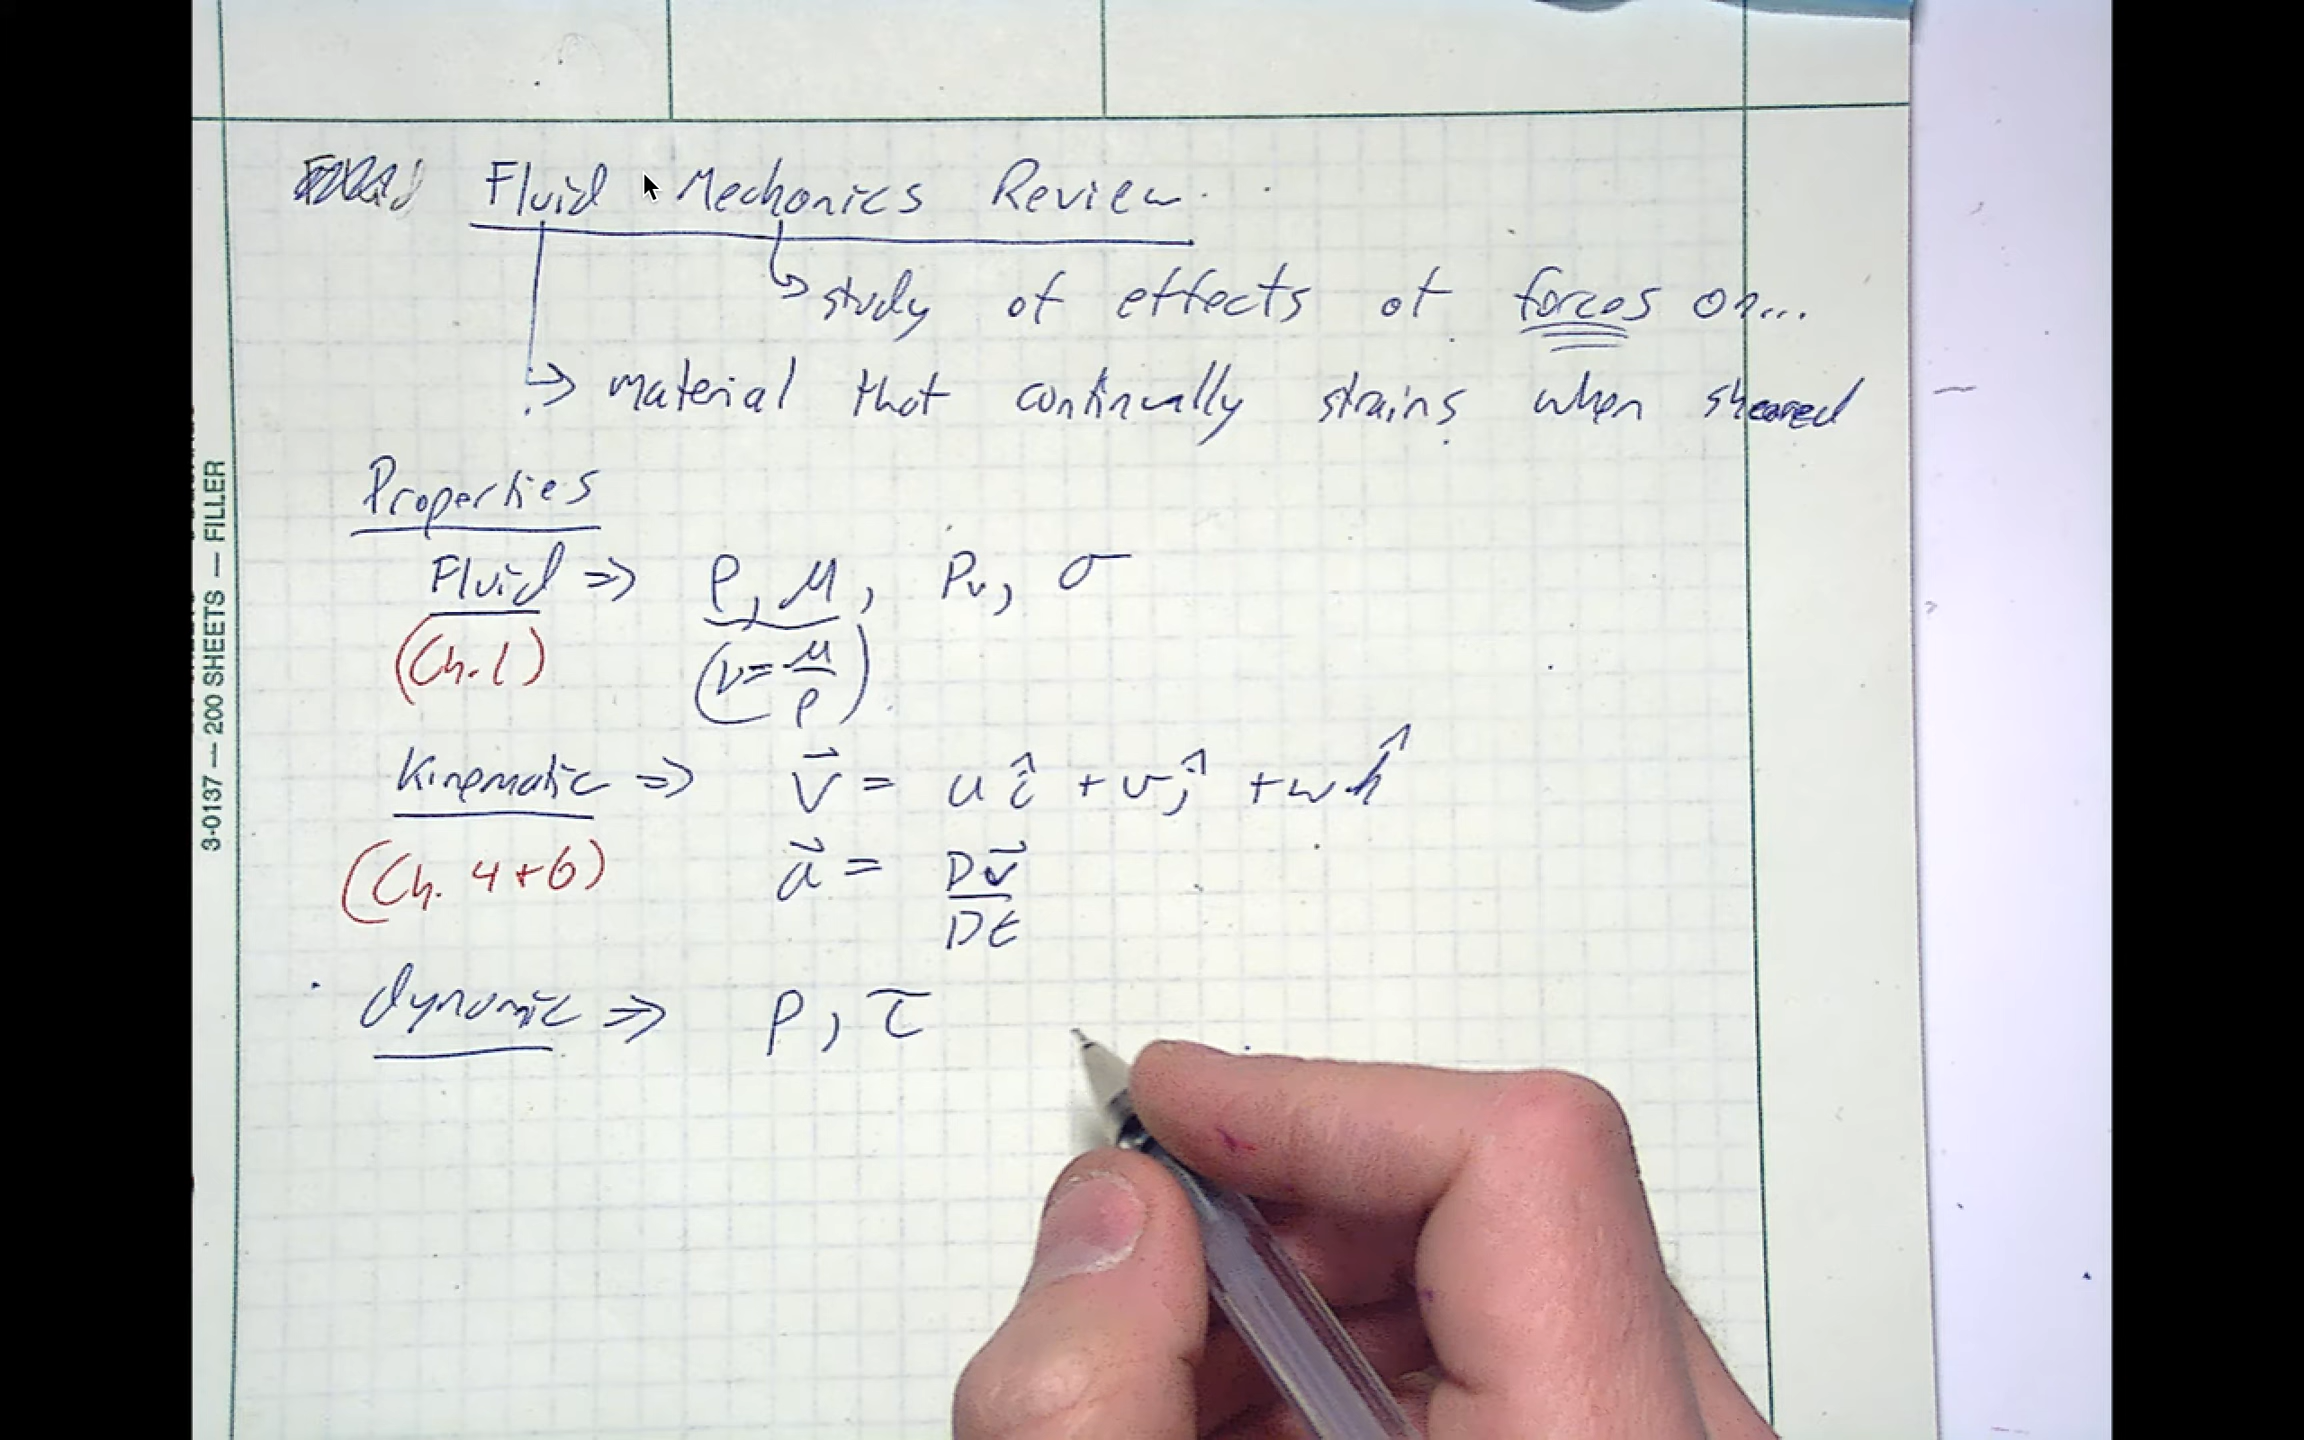 Fluid Mechanics Review
study of effects of forces on...
material that continually strains when sheared
Properties
Fluid ⇒ ρ, μ, Pv, σ
(Ch. 1) (ν = μ/ρ)
Kinematic ⇒ V⃗ = u î + v ĵ + w k̂
(Ch. 4+6) a⃗ = DV⃗/Dt
dynamic ⇒ p, τ
3-0137 — 200 SHEETS — FILLER